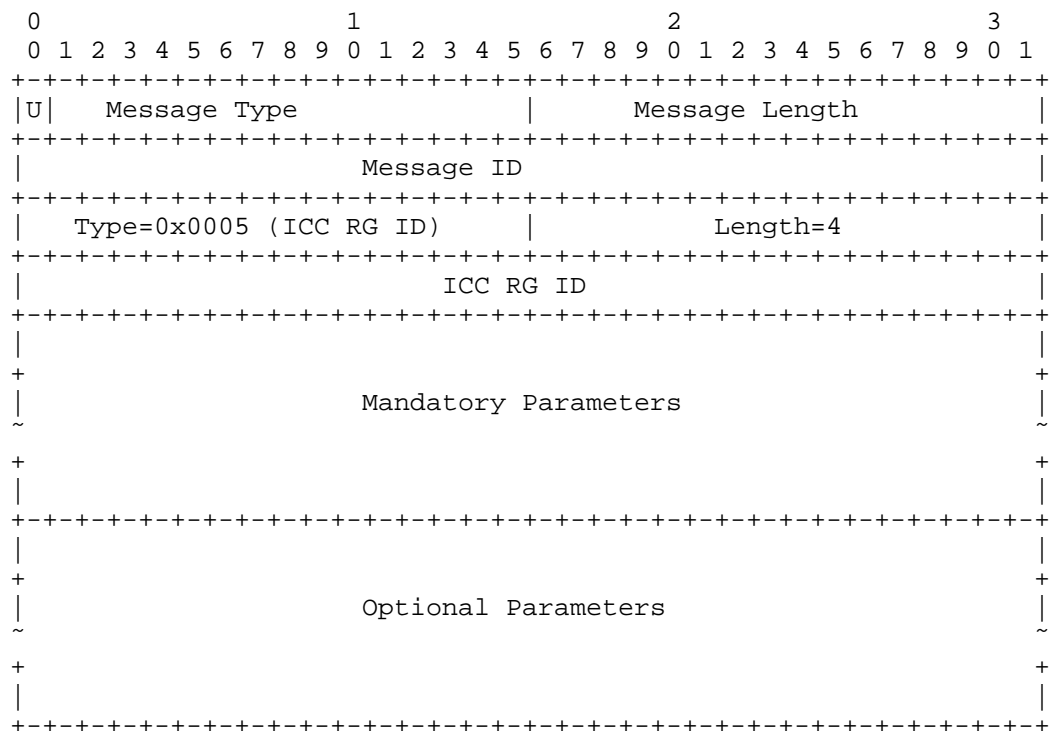 0                   1                   2                   3
 0 1 2 3 4 5 6 7 8 9 0 1 2 3 4 5 6 7 8 9 0 1 2 3 4 5 6 7 8 9 0 1
+-+-+-+-+-+-+-+-+-+-+-+-+-+-+-+-+-+-+-+-+-+-+-+-+-+-+-+-+-+-+-+-+
|U|   Message Type              |      Message Length           |
+-+-+-+-+-+-+-+-+-+-+-+-+-+-+-+-+-+-+-+-+-+-+-+-+-+-+-+-+-+-+-+-+
|                     Message ID                                |
+-+-+-+-+-+-+-+-+-+-+-+-+-+-+-+-+-+-+-+-+-+-+-+-+-+-+-+-+-+-+-+-+
|   Type=0x0005 (ICC RG ID)     |           Length=4            |
+-+-+-+-+-+-+-+-+-+-+-+-+-+-+-+-+-+-+-+-+-+-+-+-+-+-+-+-+-+-+-+-+
|                          ICC RG ID                            |
+-+-+-+-+-+-+-+-+-+-+-+-+-+-+-+-+-+-+-+-+-+-+-+-+-+-+-+-+-+-+-+-+
|                                                               |
+                                                               +
|                     Mandatory Parameters                      |
~                                                               ~
+                                                               +
|                                                               |
+-+-+-+-+-+-+-+-+-+-+-+-+-+-+-+-+-+-+-+-+-+-+-+-+-+-+-+-+-+-+-+-+
|                                                               |
+                                                               +
|                     Optional Parameters                       |
~                                                               ~
+                                                               +
|                                                               |
+-+-+-+-+-+-+-+-+-+-+-+-+-+-+-+-+-+-+-+-+-+-+-+-+-+-+-+-+-+-+-+-+